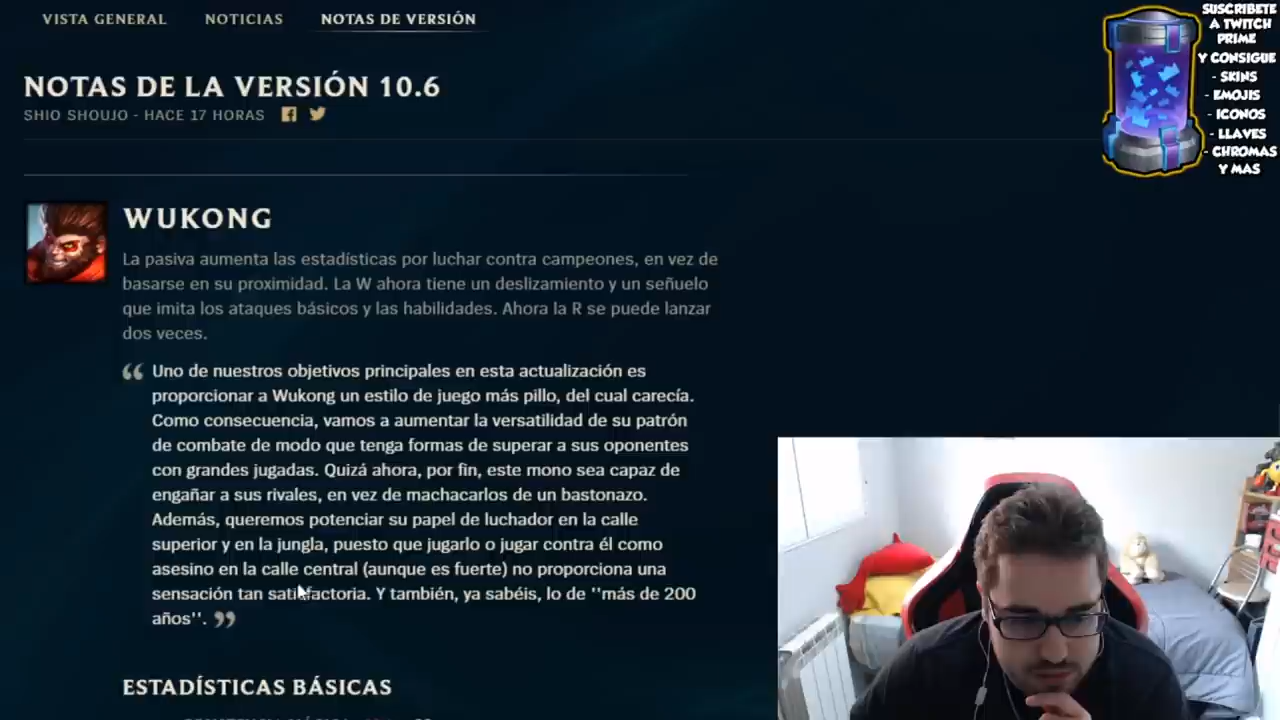 VISTA GENERAL NOTICIAS NOTAS DE VERSIÓN
SUSCRIBETE
A TWITCH
PRIME
Y CONSIGUE
- SKINS
- EMOJIS
- ICONOS
- LLAVES
- CHROMAS
Y MAS
NOTAS DE LA VERSIÓN 10.6
SHIO SHOUJO - HACE 17 HORAS
WUKONG
La pasiva aumenta las estadísticas por luchar contra campeones, en vez de
basarse en su proximidad. La W ahora tiene un deslizamiento y un señuelo
que imita los ataques básicos y las habilidades. Ahora la R se puede lanzar
dos veces.
“ Uno de nuestros objetivos principales en esta actualización es
proporcionar a Wukong un estilo de juego más pillo, del cual carecía.
Como consecuencia, vamos a aumentar la versatilidad de su patrón
de combate de modo que tenga formas de superar a sus oponentes
con grandes jugadas. Quizá ahora, por fin, este mono sea capaz de
engañar a sus rivales, en vez de machacarlos de un bastonazo.
Además, queremos potenciar su papel de luchador en la calle
superior y en la jungla, puesto que jugarlo o jugar contra él como
asesino en la calle central (aunque es fuerte) no proporciona una
sensación tan satisfactoria. Y también, ya sabéis, lo de ''más de 200
años''. ”
ESTADÍSTICAS BÁSICAS